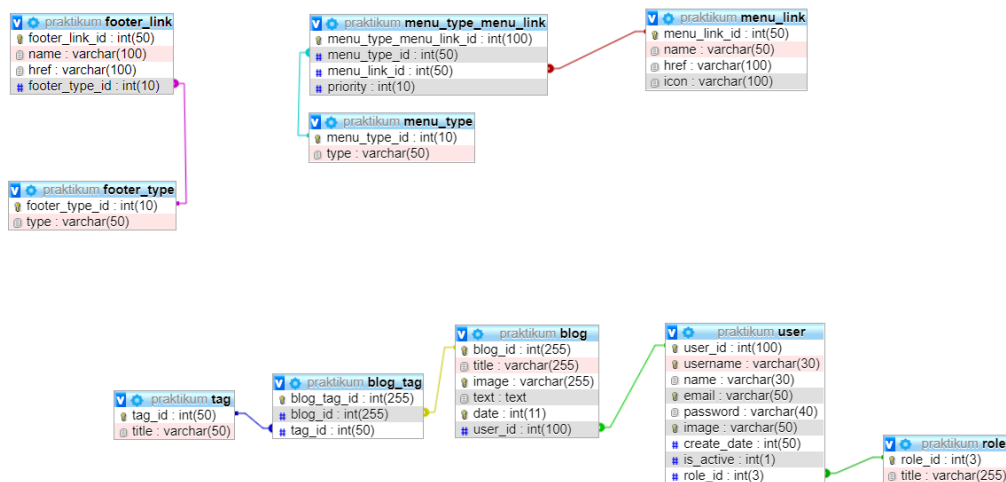 praktikum footer_link
footer_link_id : int(50)
name : varchar(100)
href : varchar(100)
footer_type_id : int(10)
praktikum menu_type_menu_link
menu_type_menu_link_id : int(100)
menu_type_id : int(50)
menu_link_id : int(50)
priority : int(10)
praktikum menu_link
menu_link_id : int(50)
name : varchar(50)
href : varchar(100)
icon : varchar(100)
praktikum menu_type
menu_type_id : int(10)
type : varchar(50)
praktikum footer_type
footer_type_id : int(10)
type : varchar(50)
praktikum tag
tag_id : int(50)
title : varchar(50)
praktikum blog_tag
blog_tag_id : int(255)
blog_id : int(255)
tag_id : int(50)
praktikum blog
blog_id : int(255)
title : varchar(255)
image : varchar(255)
text : text
date : int(11)
user_id : int(100)
praktikum user
user_id : int(100)
username : varchar(30)
name : varchar(30)
email : varchar(50)
password : varchar(40)
image : varchar(50)
create_date : int(50)
is_active : int(1)
role_id : int(3)
praktikum role
role_id : int(3)
title : varchar(255)